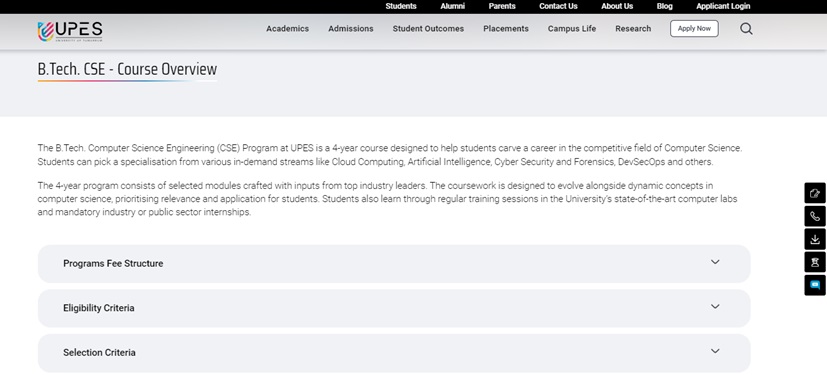 Students Alumni Parents Contact Us About Us Blog Applicant Login
UPES
UNIVERSITY OF TOMORROW
Academics Admissions Student Outcomes Placements Campus Life Research Apply Now
B.Tech. CSE - Course Overview
The B.Tech. Computer Science Engineering (CSE) Program at UPES is a 4-year course designed to help students carve a career in the competitive field of Computer Science.
Students can pick a specialisation from various in-demand streams like Cloud Computing, Artificial Intelligence, Cyber Security and Forensics, DevSecOps and others.
The 4-year program consists of selected modules crafted with inputs from top industry leaders. The coursework is designed to evolve alongside dynamic concepts in
computer science, prioritising relevance and application for students. Students also learn through regular training sessions in the University's state-of-the-art computer labs
and mandatory industry or public sector internships.
Programs Fee Structure
Eligibility Criteria
Selection Criteria